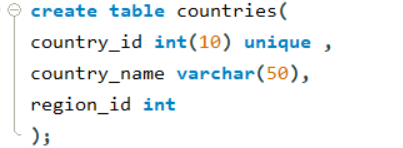 create table countries(
country_id int(10) unique ,
country_name varchar(50),
region_id int
);